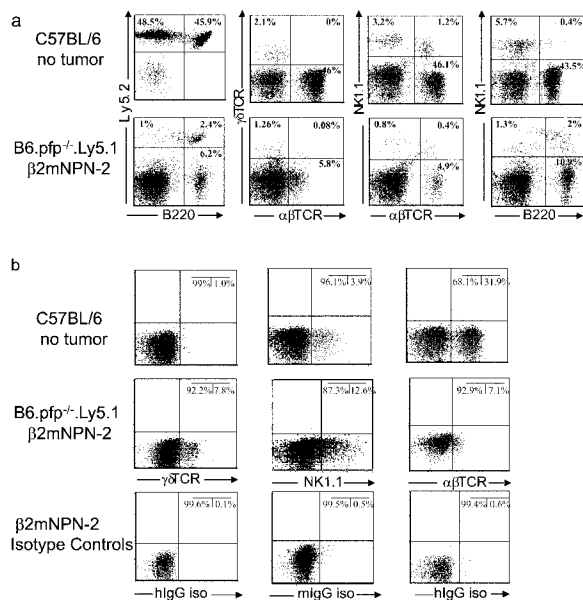 a
C57BL/6
no tumor
Ly5.2
48.5% 45.9%
γδTCR
2.1% 0%
46%
NK1.1
3.2% 1.2%
46.1%
NK1.1
5.7% 0.4%
43.5%
B6.pfp-/-.Ly5.1
β2mNPN-2
1% 2.4%
6.2%
1.26% 0.08%
5.8%
0.8% 0.4%
4.9%
1.3% 2%
10.9%
B220
αβTCR
αβTCR
B220
b
C57BL/6
no tumor
99% 1.0%
96.1% 3.9%
68.1% 31.9%
B6.pfp-/-.Ly5.1
β2mNPN-2
92.2% 7.8%
87.3% 12.6%
92.9% 7.1%
γδTCR
NK1.1
αβTCR
β2mNPN-2
Isotype Controls
99.6% 0.1%
99.5% 0.5%
99.4% 0.6%
hIgG iso
mIgG iso
hIgG iso